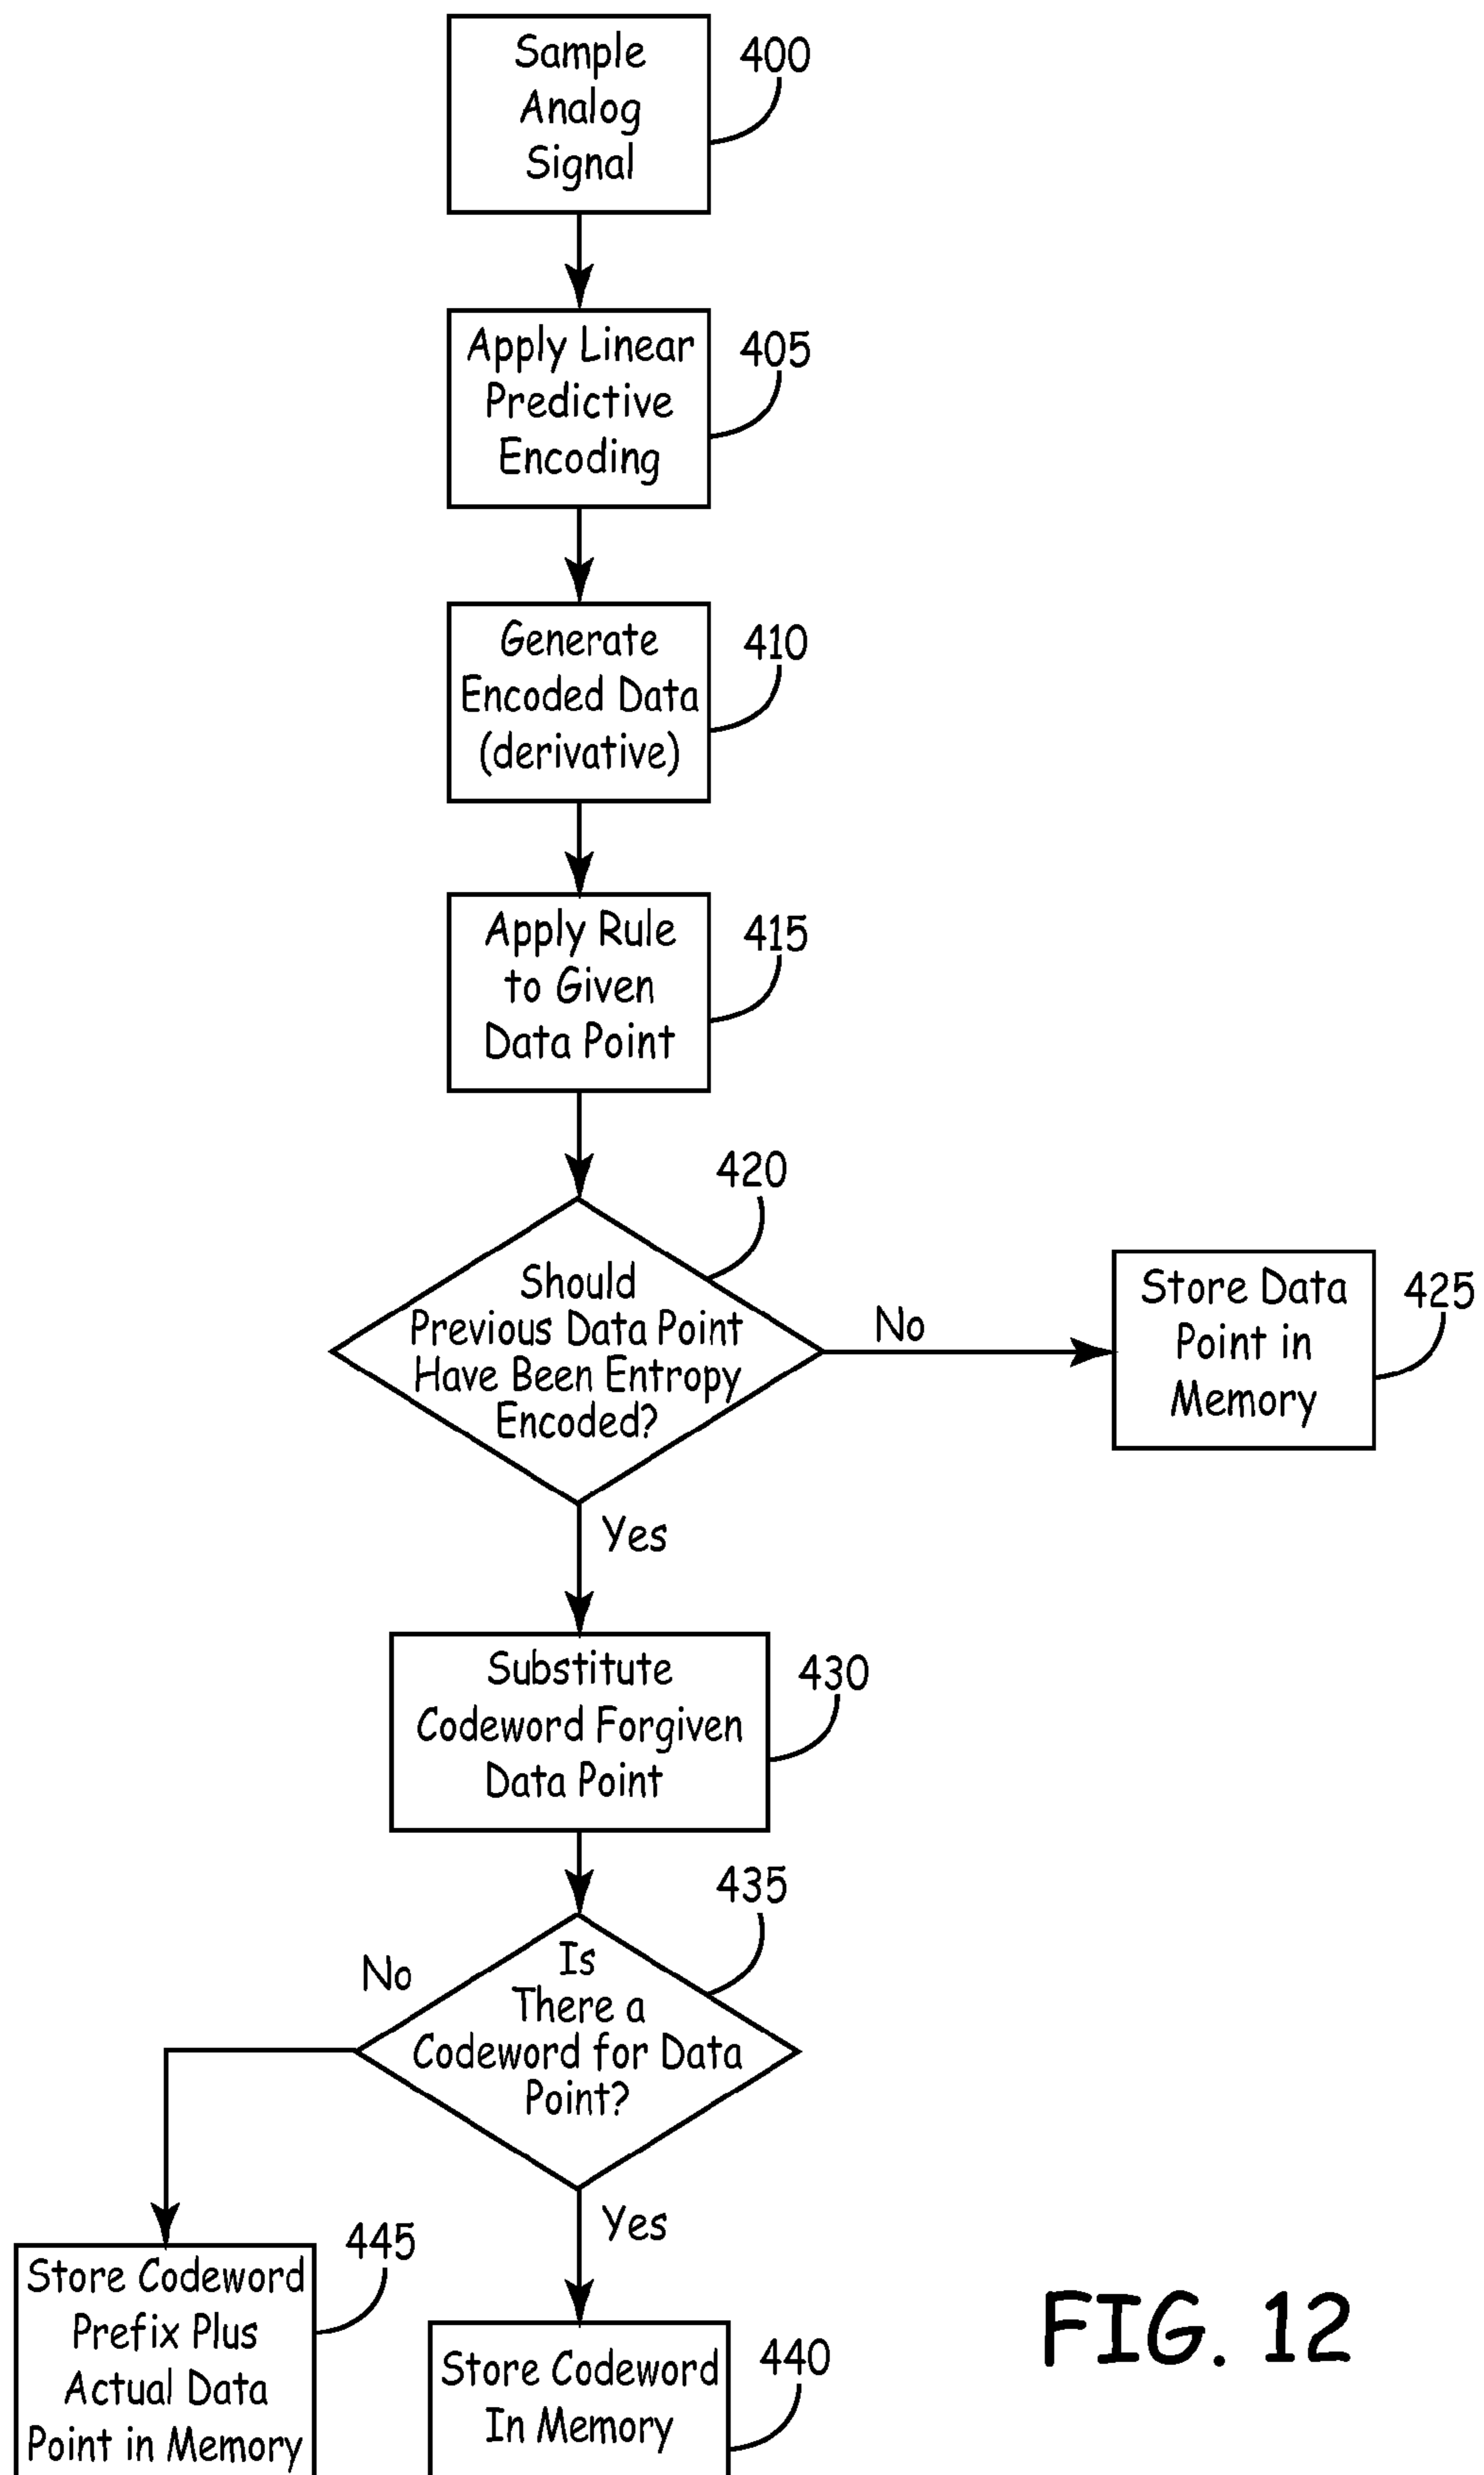 Sample
Analog
Signal
400
Apply Linear
Predictive
Encoding
405
Generate
Encoded Data
(derivative)
410
Apply Rule
to Given
Data Point
415
420
Should
Previous Data Point
Have Been Entropy
Encoded?
No
Store Data
Point in
Memory
425
Yes
Substitute
Codeword Forgiven
Data Point
430
435
Is
There a
Codeword for Data
Point?
No
Yes
Store Codeword
Prefix Plus
Actual Data
Point in Memory
445
Store Codeword
In Memory
440
FIG. 12